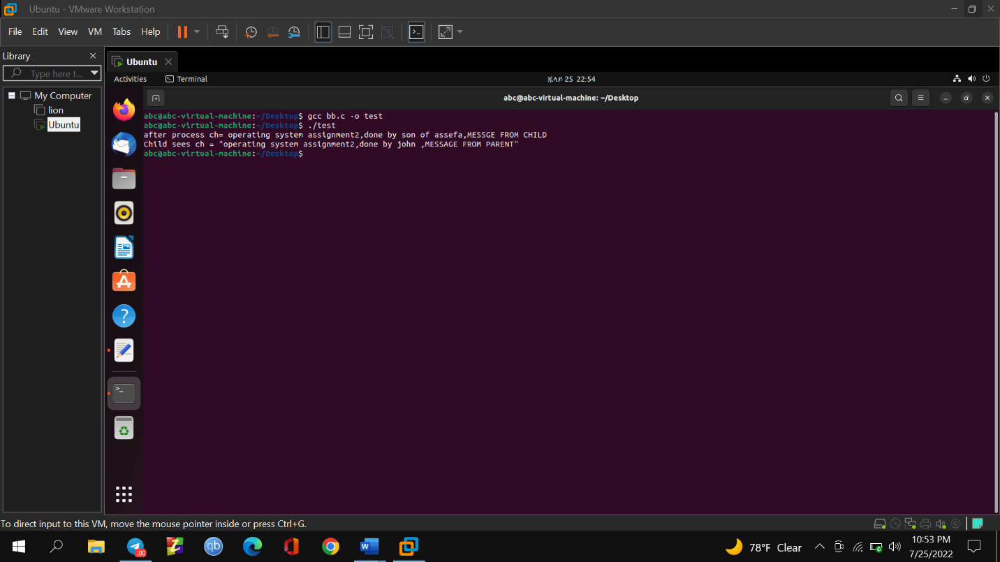 Ubuntu - VMware Workstation
File Edit View VM Tabs Help
Library
Type here t...
My Computer
lion
Ubuntu
Ubuntu
Activities
Terminal
ጁላይ 25 22:54
abc@abc-virtual-machine: ~/Desktop
abc@abc-virtual-machine:~/Desktop$ gcc bb.c -o test
abc@abc-virtual-machine:~/Desktop$ ./test
after process ch= operating system assignment2,done by son of assefa,MESSGE FROM CHILD
Child sees ch = "operating system assignment2,done by john ,MESSAGE FROM PARENT"
abc@abc-virtual-machine:~/Desktop$
To direct input to this VM, move the mouse pointer inside or press Ctrl+G.
.00
qb
78°F Clear
10:53 PM
7/25/2022